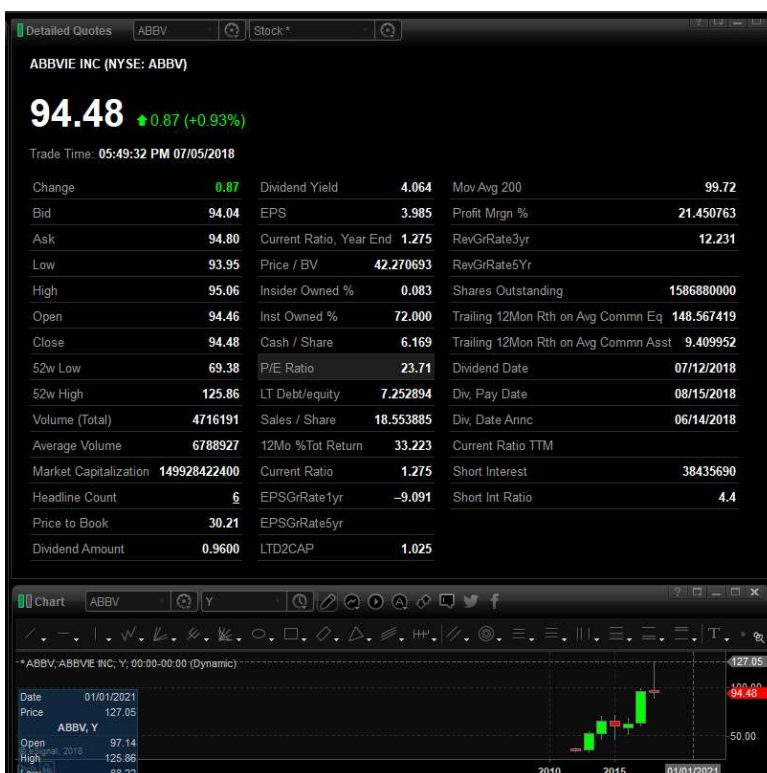 Detailed Quotes ABBV Stock *
ABBVIE INC (NYSE: ABBV)
94.48 0.87 (+0.93%)
Trade Time: 05:49:32 PM 07/05/2018
Change 0.87 Dividend Yield 4.064 Mov Avg 200 99.72
Bid 94.04 EPS 3.985 Profit Mrgn % 21.450763
Ask 94.80 Current Ratio, Year End 1.275 RevGrRate3yr 12.231
Low 93.95 Price / BV 42.270693 RevGrRate5Yr
High 95.06 Insider Owned % 0.083 Shares Outstanding 1586880000
Open 94.46 Inst Owned % 72.000 Trailing 12Mon Rth on Avg Commn Eq 148.567419
Close 94.48 Cash / Share 6.169 Trailing 12Mon Rth on Avg Commn Asst 9.409952
52w Low 69.38 P/E Ratio 23.71 Dividend Date 07/12/2018
52w High 125.86 LT Debt/equity 7.252894 Div, Pay Date 08/15/2018
Volume (Total) 4716191 Sales / Share 18.553885 Div, Date Annc 06/14/2018
Average Volume 6788927 12Mo %Tot Return 33.223 Current Ratio TTM
Market Capitalization 149928422400 Current Ratio 1.275 Short Interest 38435690
Headline Count 6 EPSGrRate1yr -9.091 Short Int Ratio 4.4
Price to Book 30.21 EPSGrRate5yr
Dividend Amount 0.9600 LTD2CAP 1.025
Chart ABBV Y
*ABBV, ABBVIE INC, Y, 00:00-00:00 (Dynamic)
127.05
Date 01/01/2021
Price 127.05
94.48
ABBV, Y
Open 97.14
50.00
© eSignal, 2018
High 125.86
2010 2015 01/01/2021